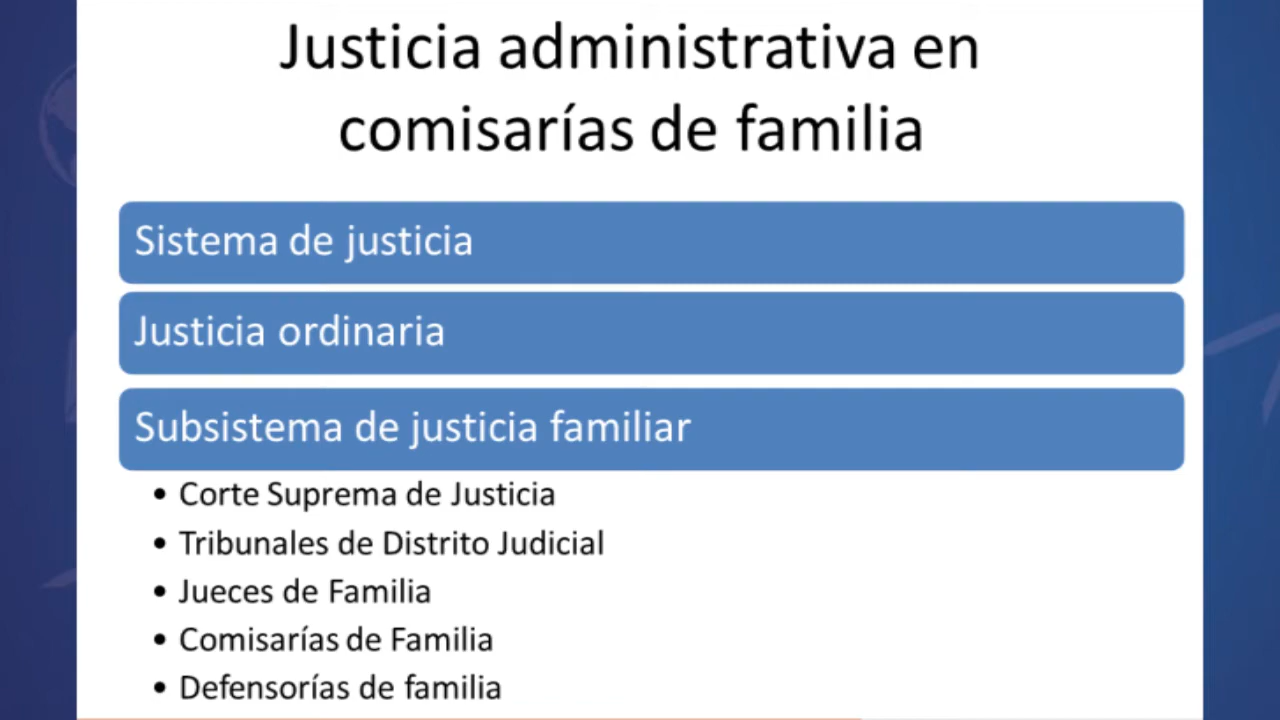 Justicia administrativa en
comisarías de familia
Sistema de justicia
Justicia ordinaria
Subsistema de justicia familiar
• Corte Suprema de Justicia
• Tribunales de Distrito Judicial
• Jueces de Familia
• Comisarías de Familia
• Defensorías de familia